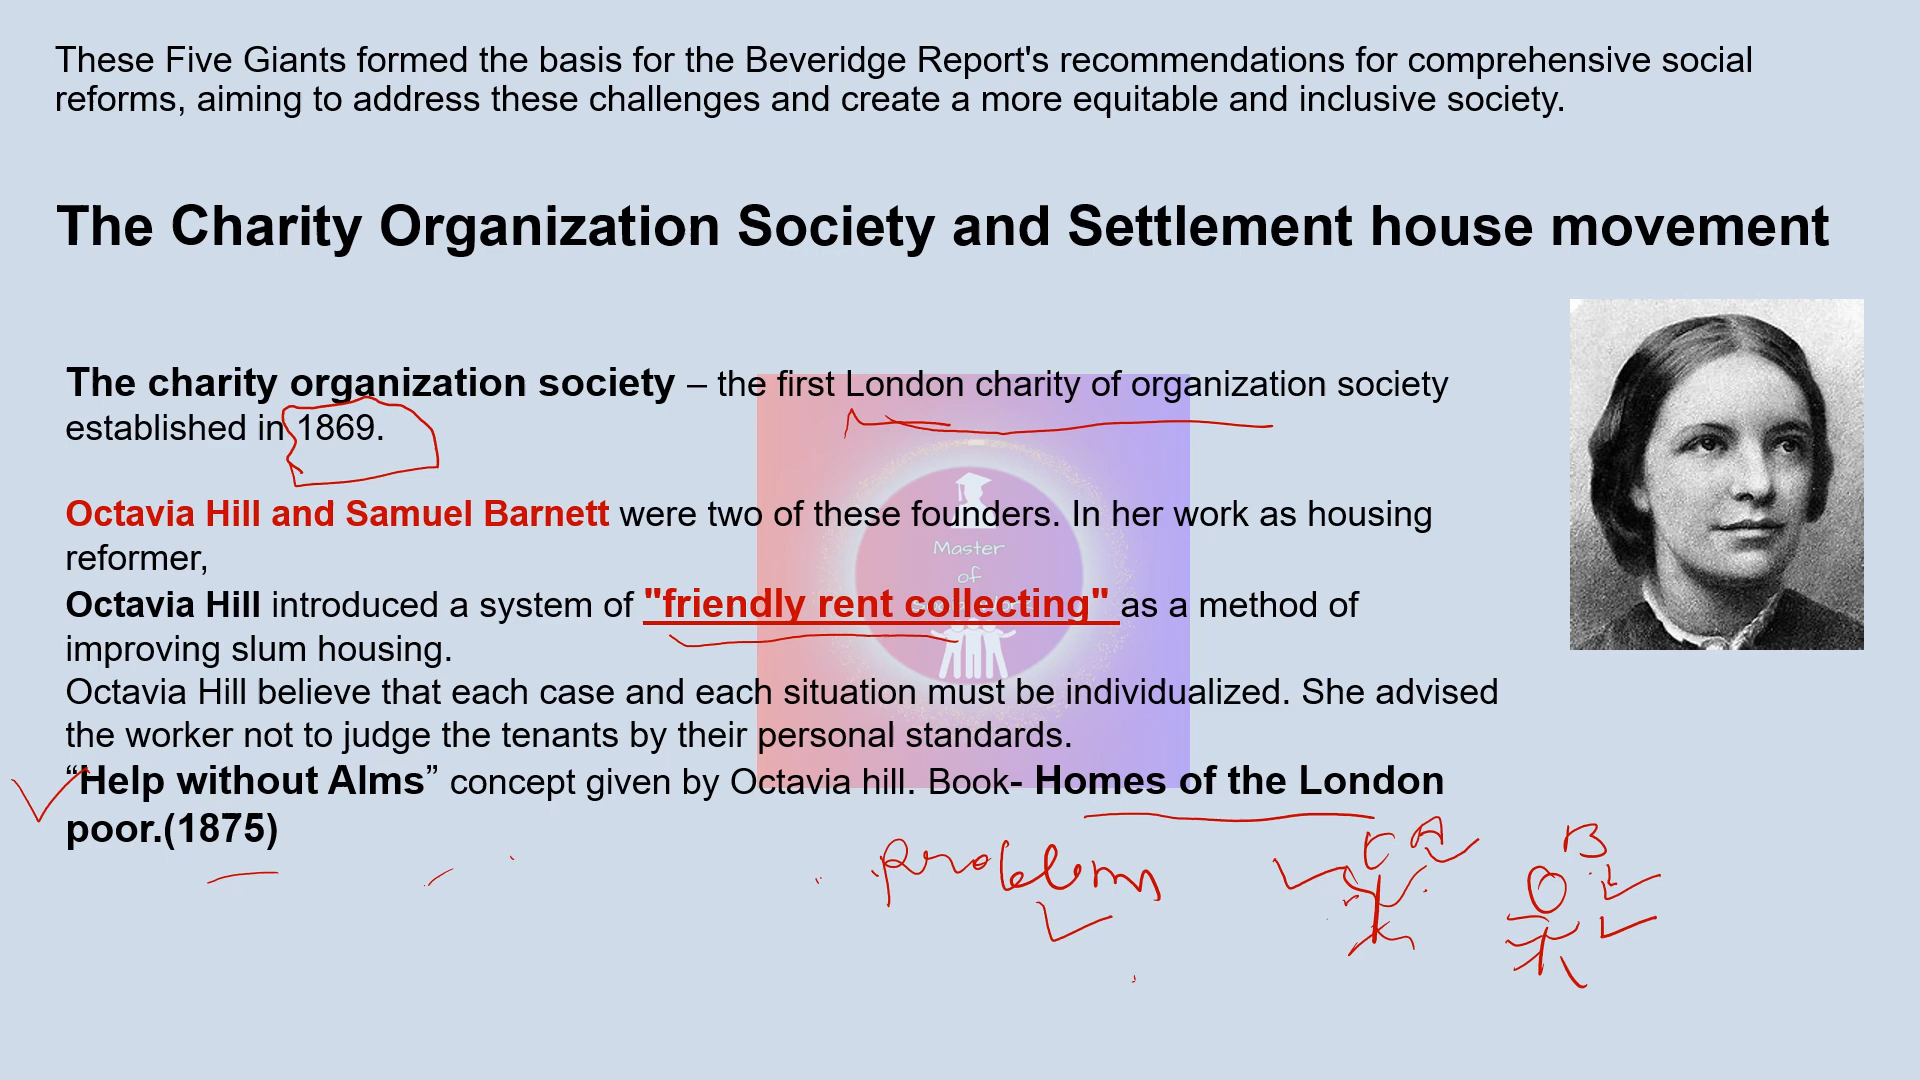 These Five Giants formed the basis for the Beveridge Report's recommendations for comprehensive social
reforms, aiming to address these challenges and create a more equitable and inclusive society.
The Charity Organization Society and Settlement house movement
The charity organization society – the first London charity of organization society
established in 1869.
Octavia Hill and Samuel Barnett were two of these founders. In her work as housing
reformer,
Octavia Hill introduced a system of "friendly rent collecting" as a method of
improving slum housing.
Octavia Hill believe that each case and each situation must be individualized. She advised
the worker not to judge the tenants by their personal standards.
“Help without Alms” concept given by Octavia hill. Book- Homes of the London
poor.(1875)
Master
of
problem
A
B